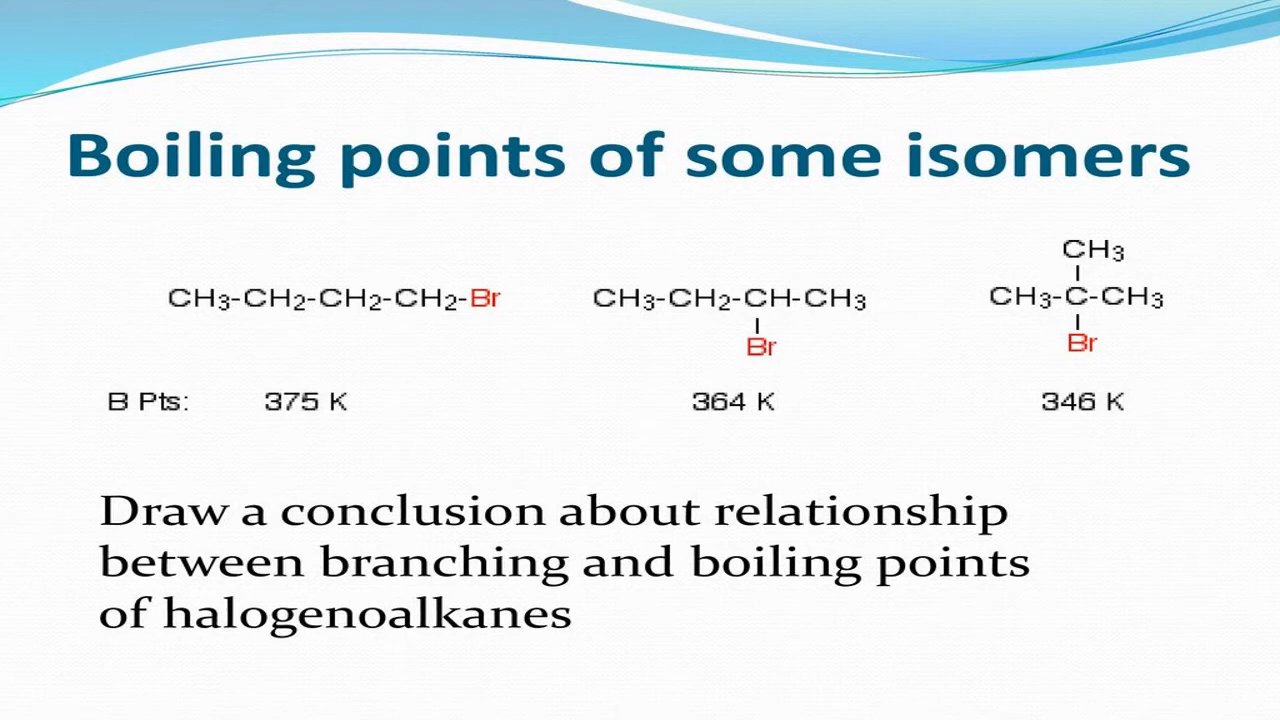 Boiling points of some isomers
CH3
CH3-CH2-CH2-CH2-Br
CH3-CH2-CH-CH3
CH3-C-CH3
Br
Br
B Pts:
375 K
364 K
346 K
Draw a conclusion about relationship
between branching and boiling points
of halogenoalkanes